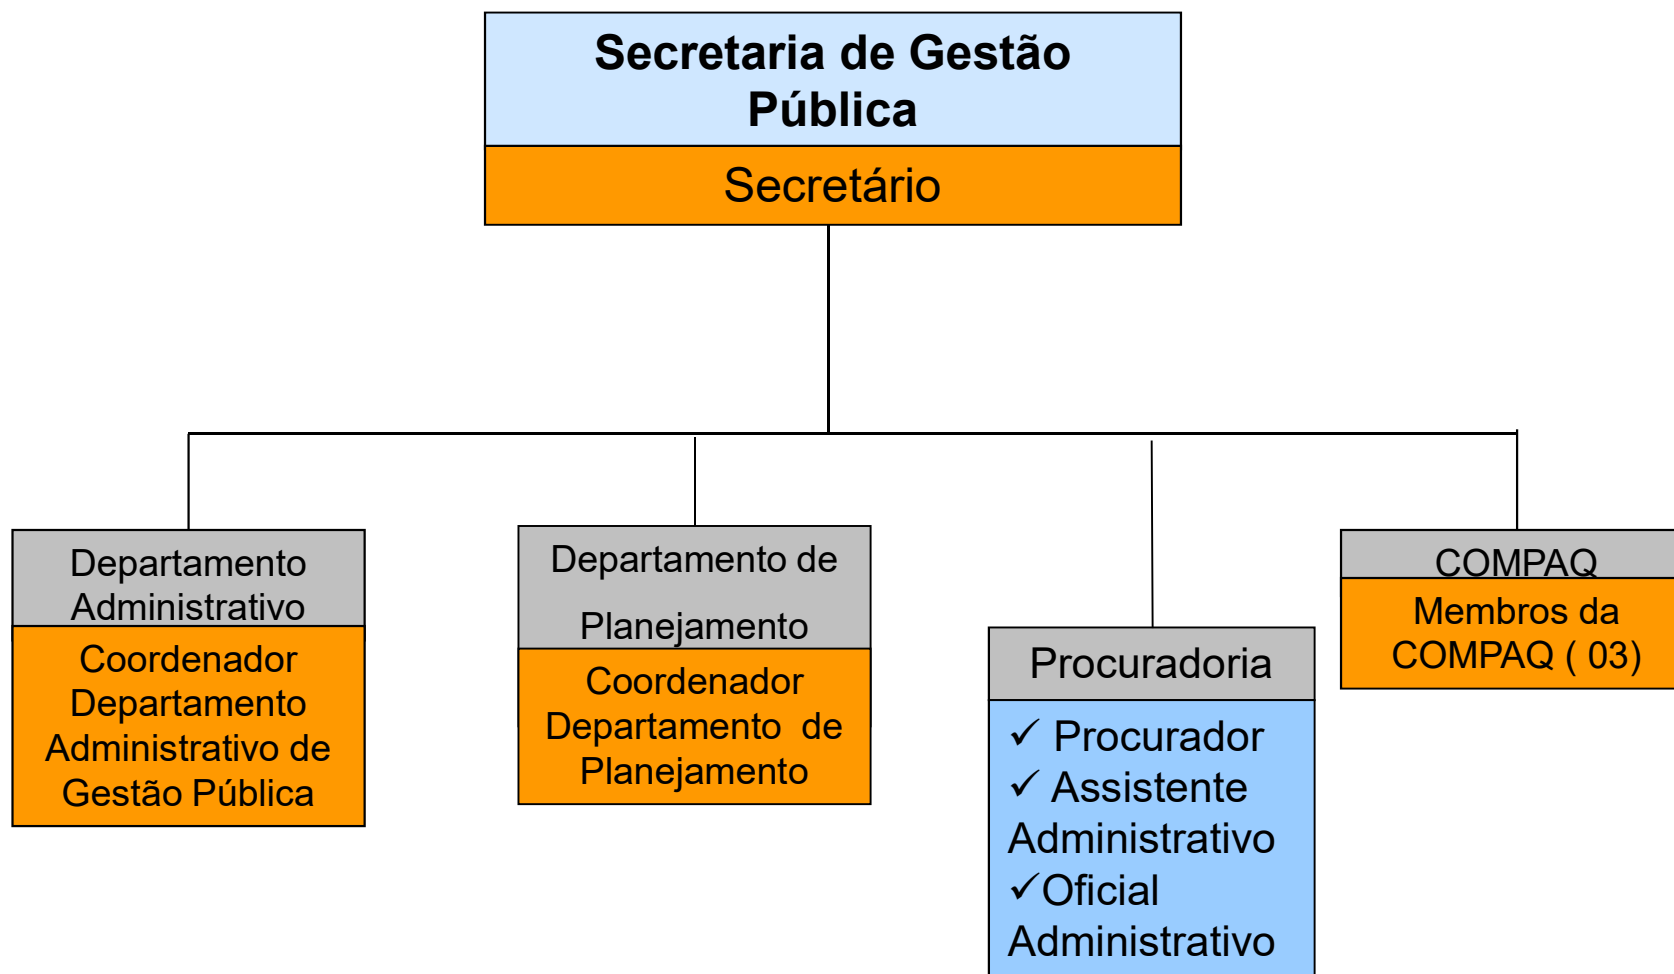 Secretaria de Gestão
Pública
Secretário
Departamento
Administrativo
Coordenador
Departamento
Administrativo de
Gestão Pública
Departamento de
Planejamento
Coordenador
Departamento de
Planejamento
Procuradoria
✓ Procurador
✓ Assistente
Administrativo
✓Oficial
Administrativo
COMPAQ
Membros da
COMPAQ ( 03)